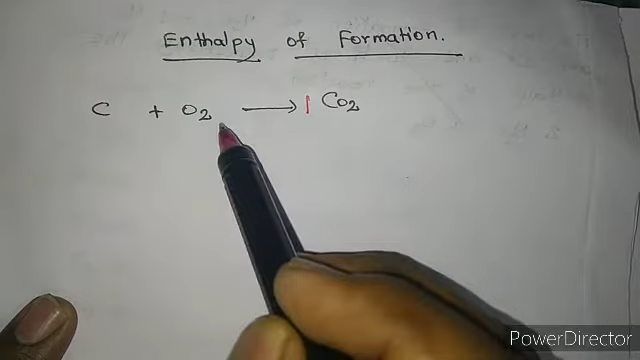 Enthalpy of Formation.
C + O2 ⟶ 1 Co2
PowerDirector